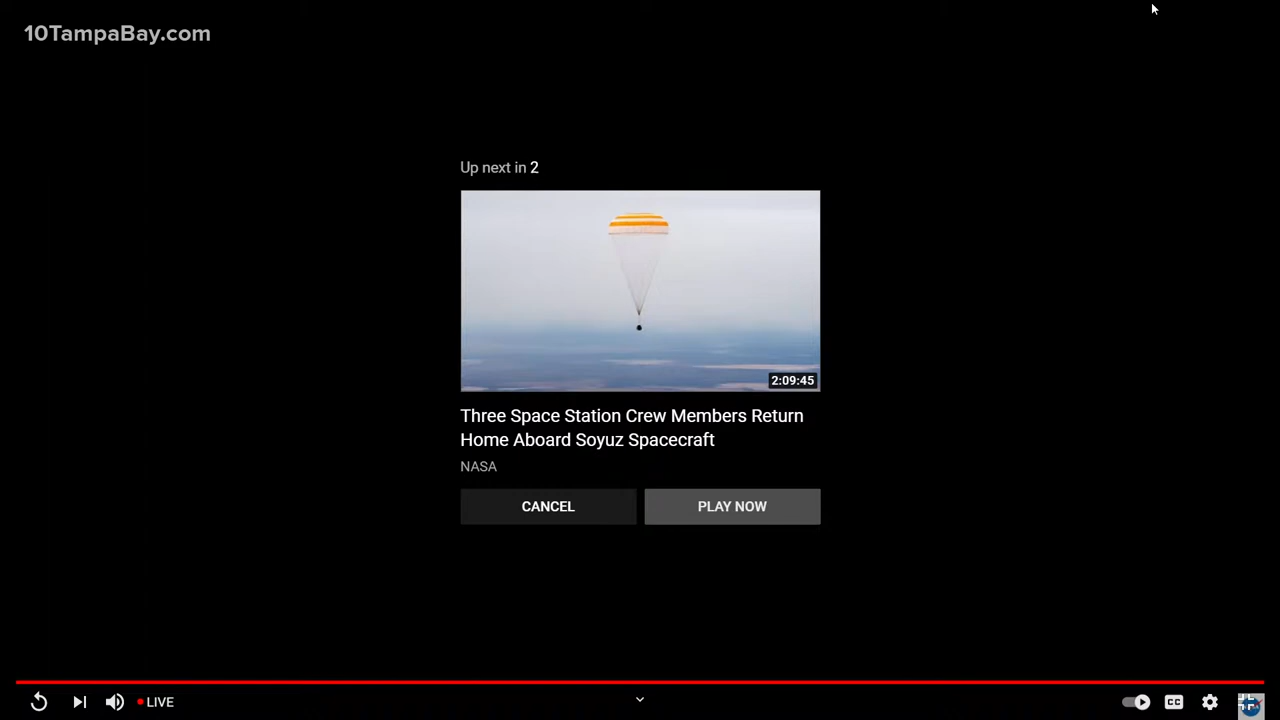 10TampaBay.com
Up next in 2
2:09:45
Three Space Station Crew Members Return
Home Aboard Soyuz Spacecraft
NASA
CANCEL
PLAY NOW
LIVE
CC